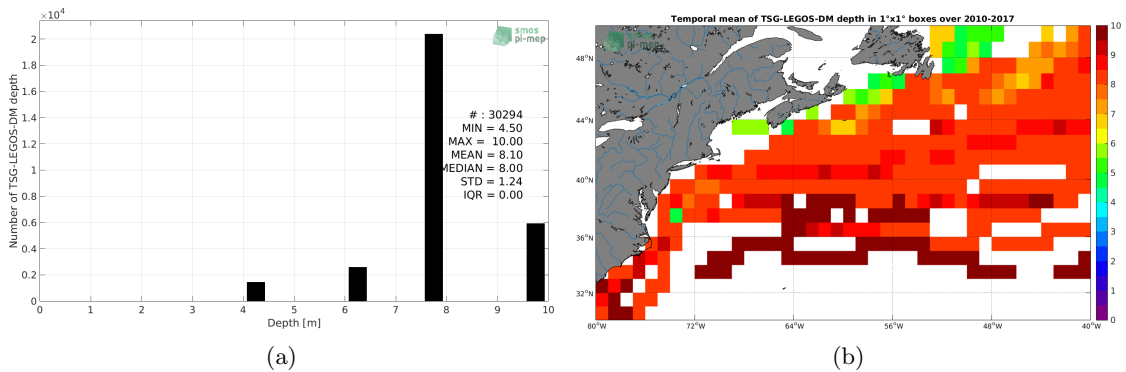 ×10⁴
2
1.8
1.6
1.4
1.2
1
0.8
0.6
0.4
0.2
0
Number of TSG-LEGOS-DM depth
smos
pi-mep
# : 30294
MIN = 4.50
MAX = 10.00
MEAN = 8.10
MEDIAN = 8.00
STD = 1.24
IQR = 0.00
0 1 2 3 4 5 6 7 8 9 10
Depth [m]
(a)
Temporal mean of TSG-LEGOS-DM depth in 1°x1° boxes over 2010-2017
smos
pi-mep
48°N
44°N
40°N
36°N
32°N
80°W 72°W 64°W 56°W 48°W 40°W
10
9
8
7
6
5
4
3
2
1
0
(b)